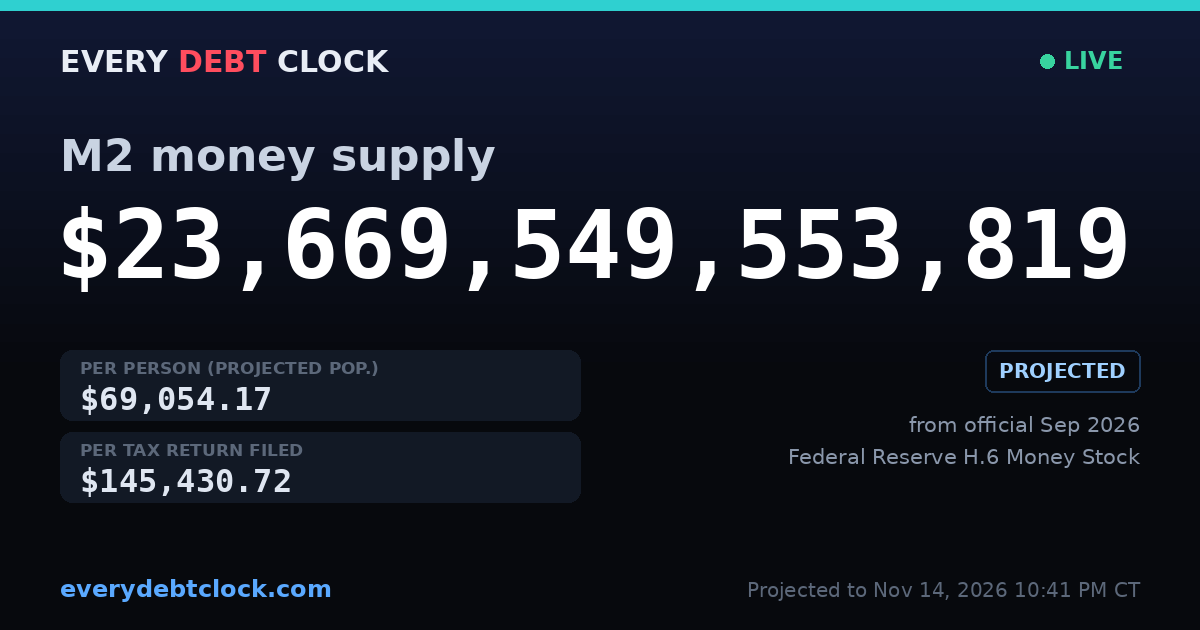 EVERY DEBT CLOCK
LIVE
M2 money supply
$23,669,549,553,819
PER PERSON (PROJECTED POP.)
$69,054.17
PER TAX RETURN FILED
$145,430.72
PROJECTED
from official Sep 2026
Federal Reserve H.6 Money Stock
everydebtclock.com
Projected to Nov 14, 2026 10:41 PM CT